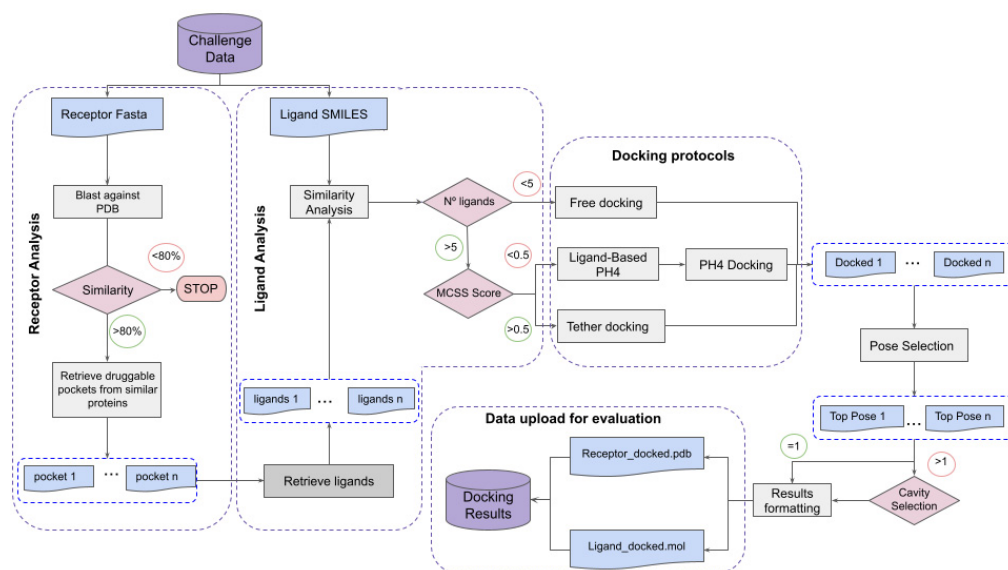 Challenge
Data
Receptor Analysis
Receptor Fasta
Blast against
PDB
<80%
Similarity
STOP
>80%
Retrieve druggable
pockets from similar
proteins
pocket 1
...
pocket n
Ligand Analysis
Ligand SMILES
Similarity
Analysis
Nº ligands
<5
>5
MCSS Score
<0.5
>0.5
ligands 1
...
ligands n
Retrieve ligands
Docking protocols
Free docking
Ligand-Based
PH4
PH4 Docking
Tether docking
Docked 1
...
Docked n
Pose Selection
Top Pose 1
...
Top Pose n
=1
>1
Cavity
Selection
Results
formatting
Data upload for evaluation
Receptor_docked.pdb
Docking
Results
Ligand_docked.mol